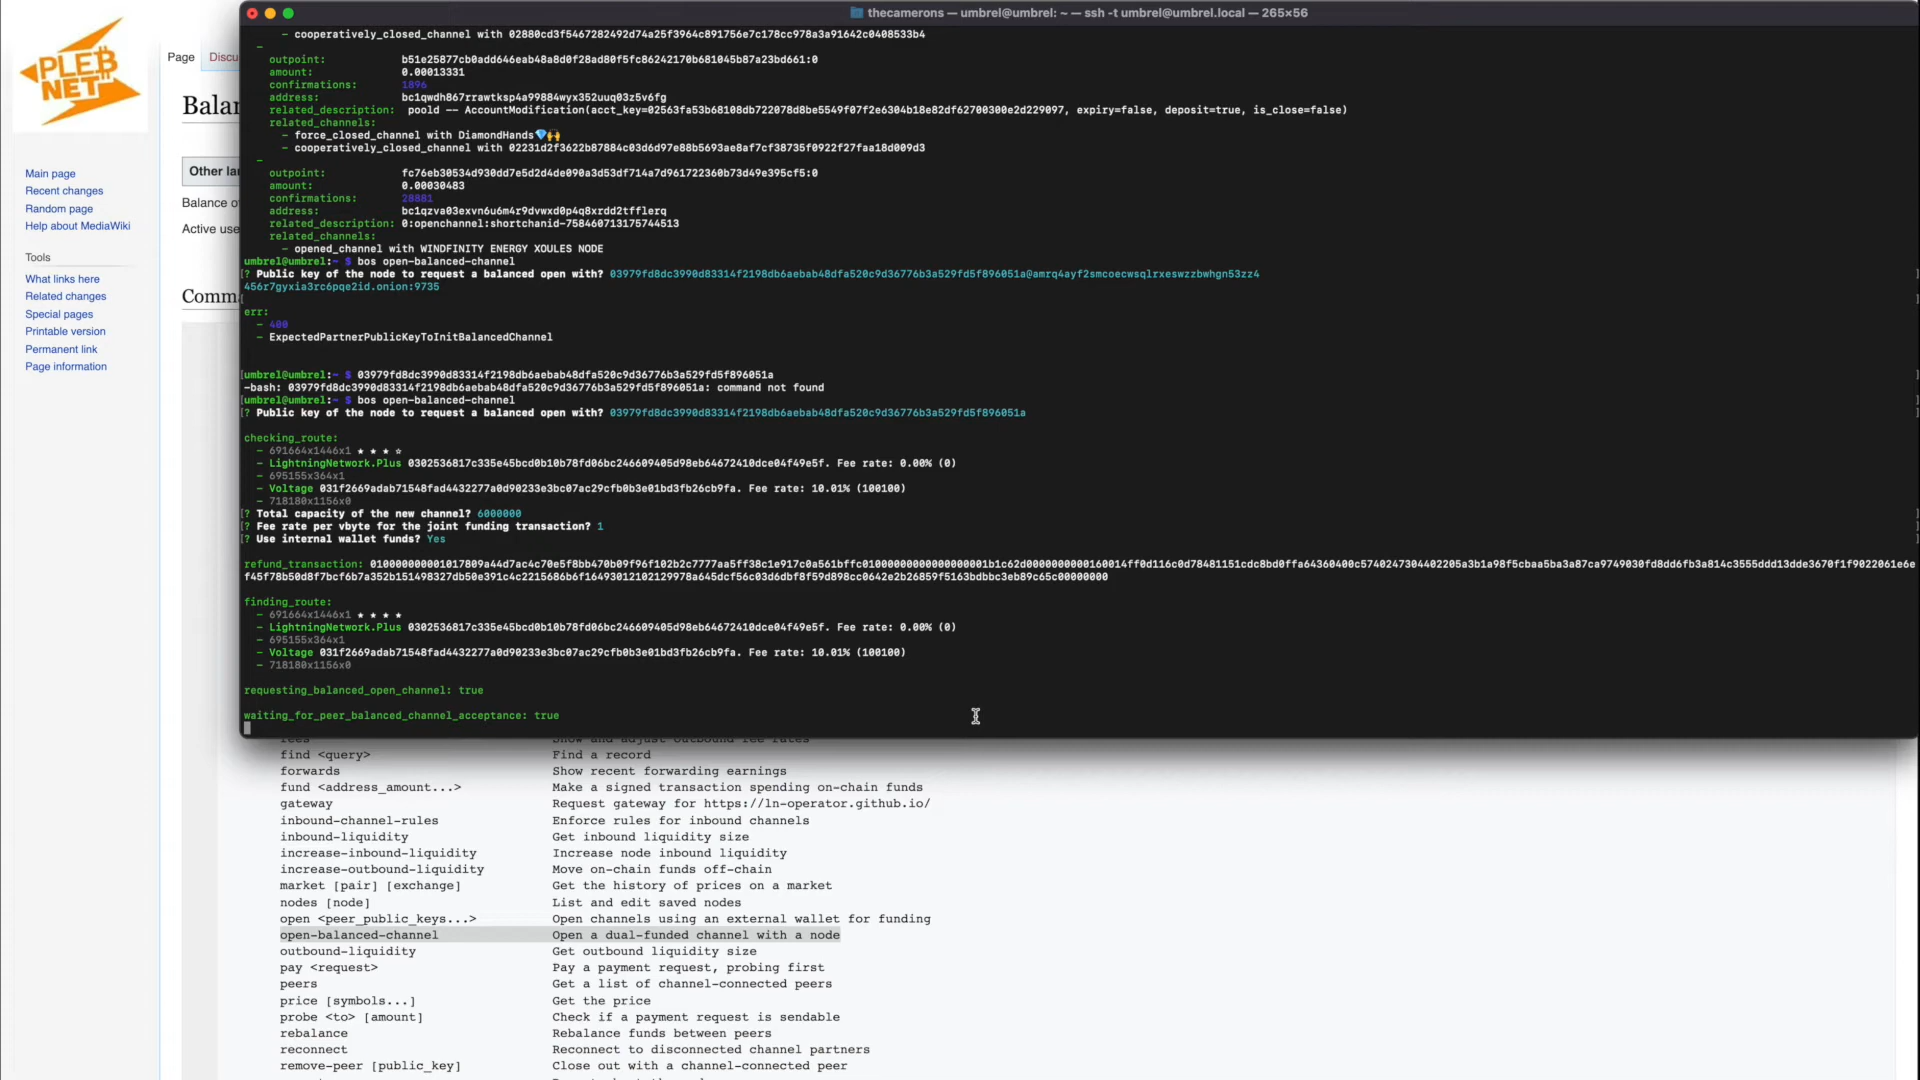 thecamerons — umbrel@umbrel: ~ — ssh -t umbrel@umbrel.local — 265×56
PLEB
NET
Page
Discu
Balan
Other la
Balance o
Active use
Comm
Main page
Recent changes
Random page
Help about MediaWiki
Tools
What links here
Related changes
Special pages
Printable version
Permanent link
Page information
- cooperatively_closed_channel with 02880cd3f5467282492d74a25f3964c891756e7c178cc978a3a91642c0408533b4
-
outpoint: b51e25877cb0add646eab48a8d0f28ad80f5fc86242170b681045b87a23bd661:0
amount: 0.00013331
confirmations: 1896
address: bc1qwdh867rrawtksp4a99884wyx352uuq03z5v6fg
related_description: poold -- AccountModification(acct_key=02563fa53b68108db722078d8be5549f07f2e6304b18e82df62700300e2d229097, expiry=false, deposit=true, is_close=false)
related_channels:
- force_closed_channel with DiamondHands💎🙌
- cooperatively_closed_channel with 02231d2f3622b87884c03d6d97e88b5693ae8af7cf38735f0922f27faa18d009d3
-
outpoint: fc76eb30534d930dd7e5d2d4de090a3d53df714a7d961722360b73d49e395cf5:0
amount: 0.00030483
confirmations: 28881
address: bc1qzva03exvn6u6m4r9dvwxd0p4q8xrdd2tfflerq
related_description: 0:openchannel:shortchanid-758460713175744513
related_channels:
- opened_channel with WINDFINITY ENERGY XOULES NODE
umbrel@umbrel:~ $ bos open-balanced-channel
[? Public key of the node to request a balanced open with? 03979fd8dc3990d83314f2198db6aebab48dfa520c9d36776b3a529fd5f896051a@amrq4ayf2smcoecwsqlrxeswzzbwhgn53zz4 ]
456r7gyxia3rc6pqe2id.onion:9735
[ ]
err:
- 400
- ExpectedPartnerPublicKeyToInitBalancedChannel
[umbrel@umbrel:~ $ 03979fd8dc3990d83314f2198db6aebab48dfa520c9d36776b3a529fd5f896051a ]
-bash: 03979fd8dc3990d83314f2198db6aebab48dfa520c9d36776b3a529fd5f896051a: command not found
[umbrel@umbrel:~ $ bos open-balanced-channel ]
[? Public key of the node to request a balanced open with? 03979fd8dc3990d83314f2198db6aebab48dfa520c9d36776b3a529fd5f896051a ]
checking_route:
- 691664x1446x1 ★ ★ ★ ☆
- LightningNetwork.Plus 0302536817c335e45bcd0b10b78fd06bc246609405d98eb64672410dce04f49e5f. Fee rate: 0.00% (0)
- 695155x364x1
- Voltage 031f2669adab71548fad4432277a0d90233e3bc07ac29cfb0b3e01bd3fb26cb9fa. Fee rate: 10.01% (100100)
- 718180x1156x0
[? Total capacity of the new channel? 6000000 ]
[? Fee rate per vbyte for the joint funding transaction? 1 ]
[? Use internal wallet funds? Yes ]
refund_transaction: 
finding_route:
- 691664x1446x1 ★ ★ ★ ★
- LightningNetwork.Plus 0302536817c335e45bcd0b10b78fd06bc246609405d98eb64672410dce04f49e5f. Fee rate: 0.00% (0)
- 695155x364x1
- Voltage 031f2669adab71548fad4432277a0d90233e3bc07ac29cfb0b3e01bd3fb26cb9fa. Fee rate: 10.01% (100100)
- 718180x1156x0
requesting_balanced_open_channel: true
waiting_for_peer_balanced_channel_acceptance: true
fees Show and adjust outbound fee rates
find <query> Find a record
forwards Show recent forwarding earnings
fund <address_amount...> Make a signed transaction spending on-chain funds
gateway Request gateway for https://ln-operator.github.io/
inbound-channel-rules Enforce rules for inbound channels
inbound-liquidity Get inbound liquidity size
increase-inbound-liquidity Increase node inbound liquidity
increase-outbound-liquidity Move on-chain funds off-chain
market [pair] [exchange] Get the history of prices on a market
nodes [node] List and edit saved nodes
open <peer_public_keys...> Open channels using an external wallet for funding
open-balanced-channel Open a dual-funded channel with a node
outbound-liquidity Get outbound liquidity size
pay <request> Pay a payment request, probing first
peers Get a list of channel-connected peers
price [symbols...] Get the price
probe <to> [amount] Check if a payment request is sendable
rebalance Rebalance funds between peers
reconnect Reconnect to disconnected channel partners
remove-peer [public_key] Close out with a channel-connected peer